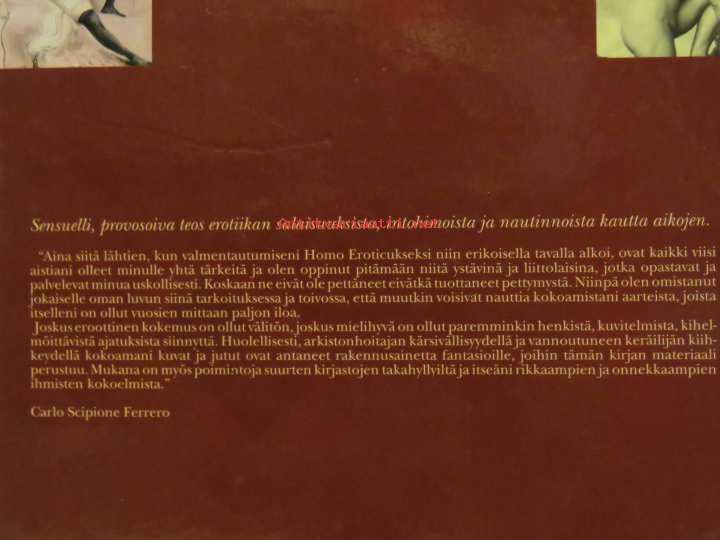 Sensuelli, provosoiva teos erotiikan salaisuuksista, intohimoista ja nautinnoista kautta aikojen.
“Aina siitä lähtien, kun valmentautumiseni Homo Eroticukseksi niin erikoisella tavalla alkoi, ovat kaikki viisi
aistiani olleet minulle yhtä tärkeitä ja olen oppinut pitämään niitä ystävinä ja liittolaisina, jotka opastavat ja
palvelevat minua uskollisesti. Koskaan ne eivät ole pettäneet eivätkä tuottaneet pettymystä. Niinpä olen omistanut
jokaiselle oman luvun siinä tarkoituksessa ja toivossa, että muutkin voisivat nauttia kokoamistani aarteista, joista
itselleni on ollut vuosien mittaan paljon iloa.
Joskus eroottinen kokemus on ollut välitön, joskus mielihyvä on ollut paremminkin henkistä, kuvitelmista, kihel-
möittävistä ajatuksista siinnyttä. Huolellisesti, arkistonhoitajan kärsivällisyydellä ja vannoutuneen keräilijän kiih-
keydellä kokoamani kuvat ja jutut ovat antaneet rakennusainetta fantasioille, joihin tämän kirjan materiaali
perustuu. Mukana on myös poimintoja suurten kirjastojen takahyllyiltä ja itseäni rikkaampien ja onnekkaampien
ihmisten kokoelmista.”
Carlo Scipione Ferrero